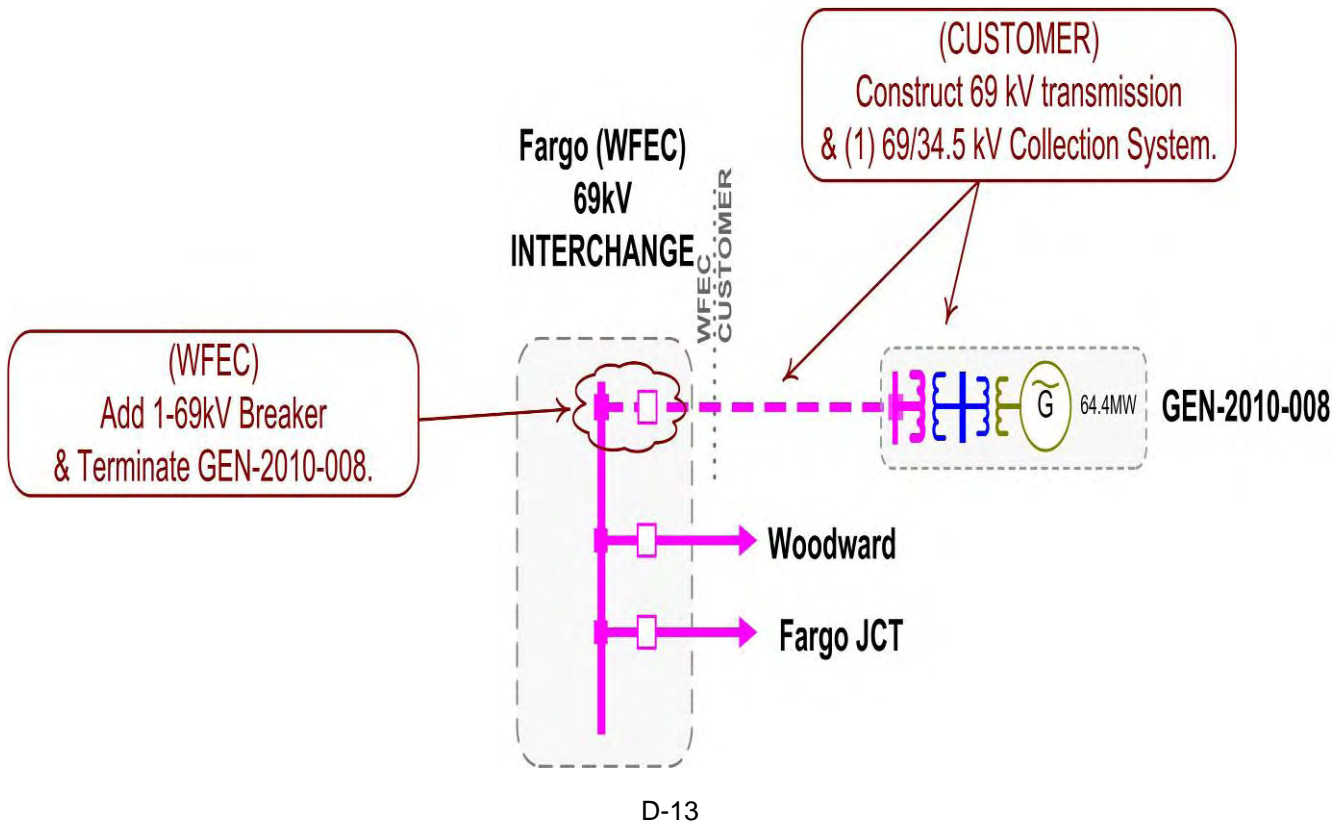 (CUSTOMER)
Construct 69 kV transmission
& (1) 69/34.5 kV Collection System.
Fargo (WFEC)
69kV
INTERCHANGE
WFEC
CUSTOMER
(WFEC)
Add 1-69kV Breaker
& Terminate GEN-2010-008.
G
64.4MW
GEN-2010-008
Woodward
Fargo JCT
D-13